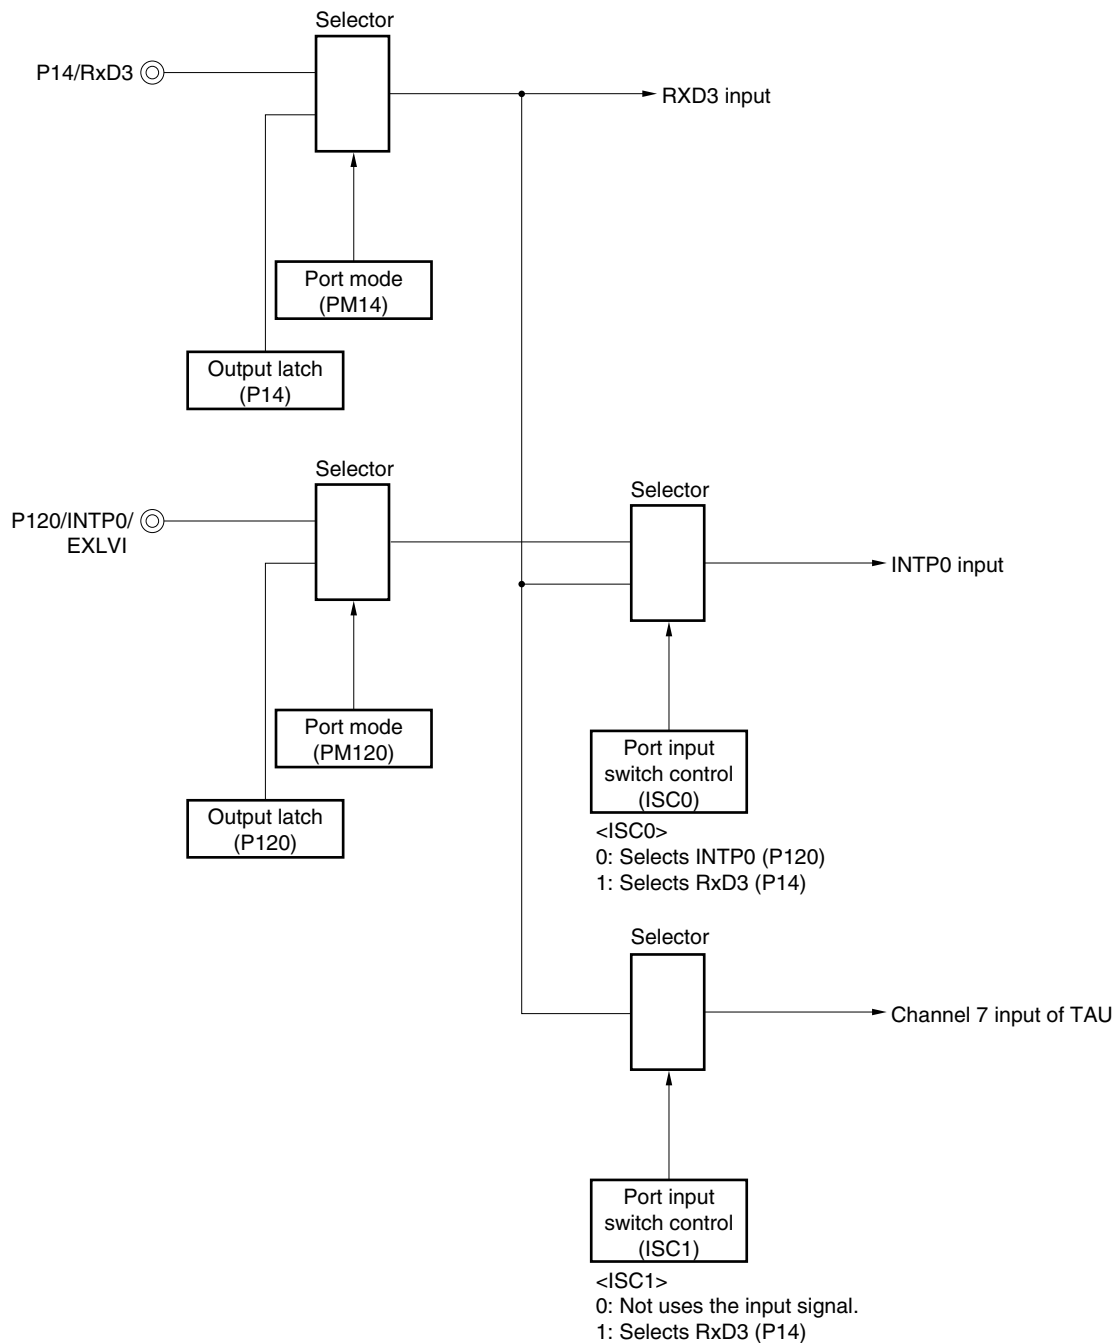 Selector
P14/RxD3
RXD3 input
Port mode
(PM14)
Output latch
(P14)
Selector
P120/INTP0/
EXLVI
Selector
INTP0 input
Port mode
(PM120)
Output latch
(P120)
Port input
switch control
(ISC0)
<ISC0>
0: Selects INTP0 (P120)
1: Selects RxD3 (P14)
Selector
Channel 7 input of TAU
Port input
switch control
(ISC1)
<ISC1>
0: Not uses the input signal.
1: Selects RxD3 (P14)